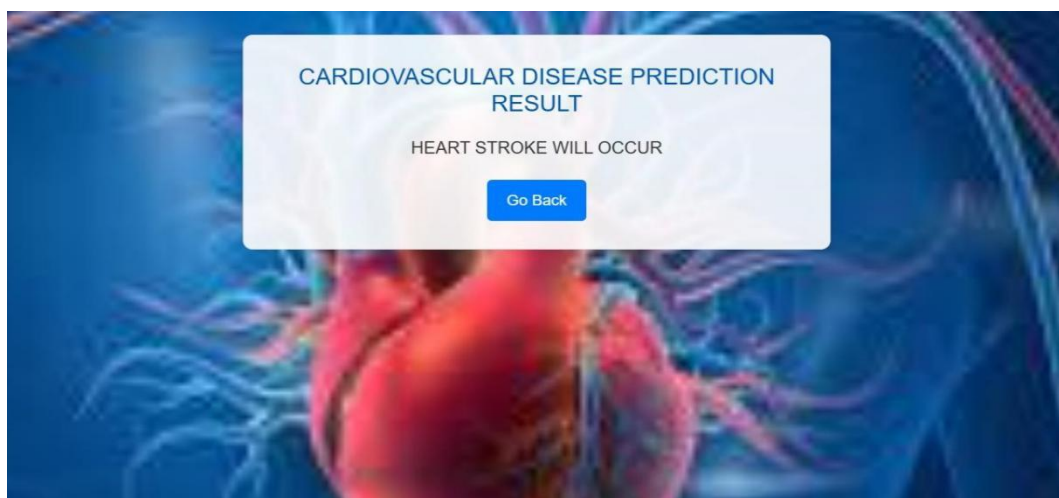 CARDIOVASCULAR DISEASE PREDICTION
RESULT
HEART STROKE WILL OCCUR
Go Back